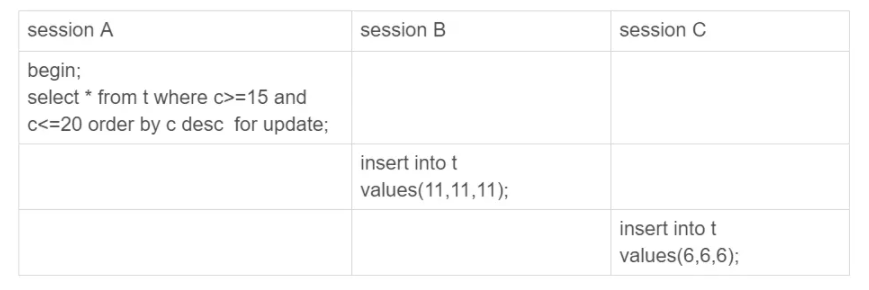 session A
session B
session C
begin;
select * from t where c>=15 and
c<=20 order by c desc  for update;
insert into t
values(11,11,11);
insert into t
values(6,6,6);